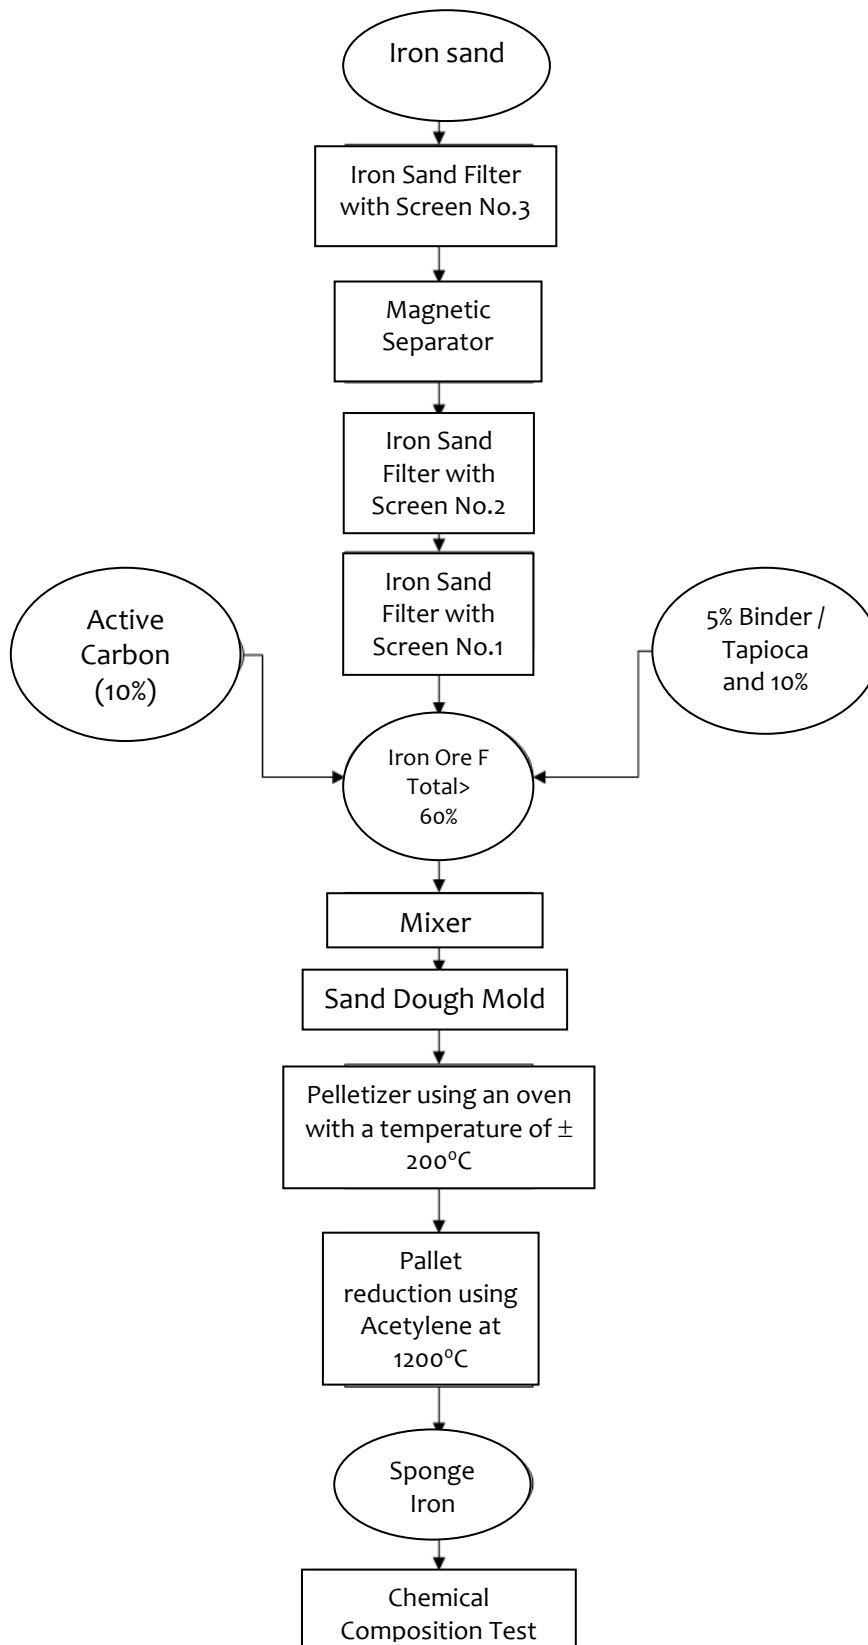 Iron sand
Iron Sand Filter
with Screen No.3
Magnetic
Separator
Iron Sand
Filter with
Screen No.2
Iron Sand
Filter with
Screen No.1
Active
Carbon
(10%)
5% Binder /
Tapioca
and 10%
Iron Ore F
Total>
60%
Mixer
Sand Dough Mold
Pelletizer using an oven
with a temperature of ±
200⁰C
Pallet
reduction using
Acetylene at
1200⁰C
Sponge
Iron
Chemical
Composition Test